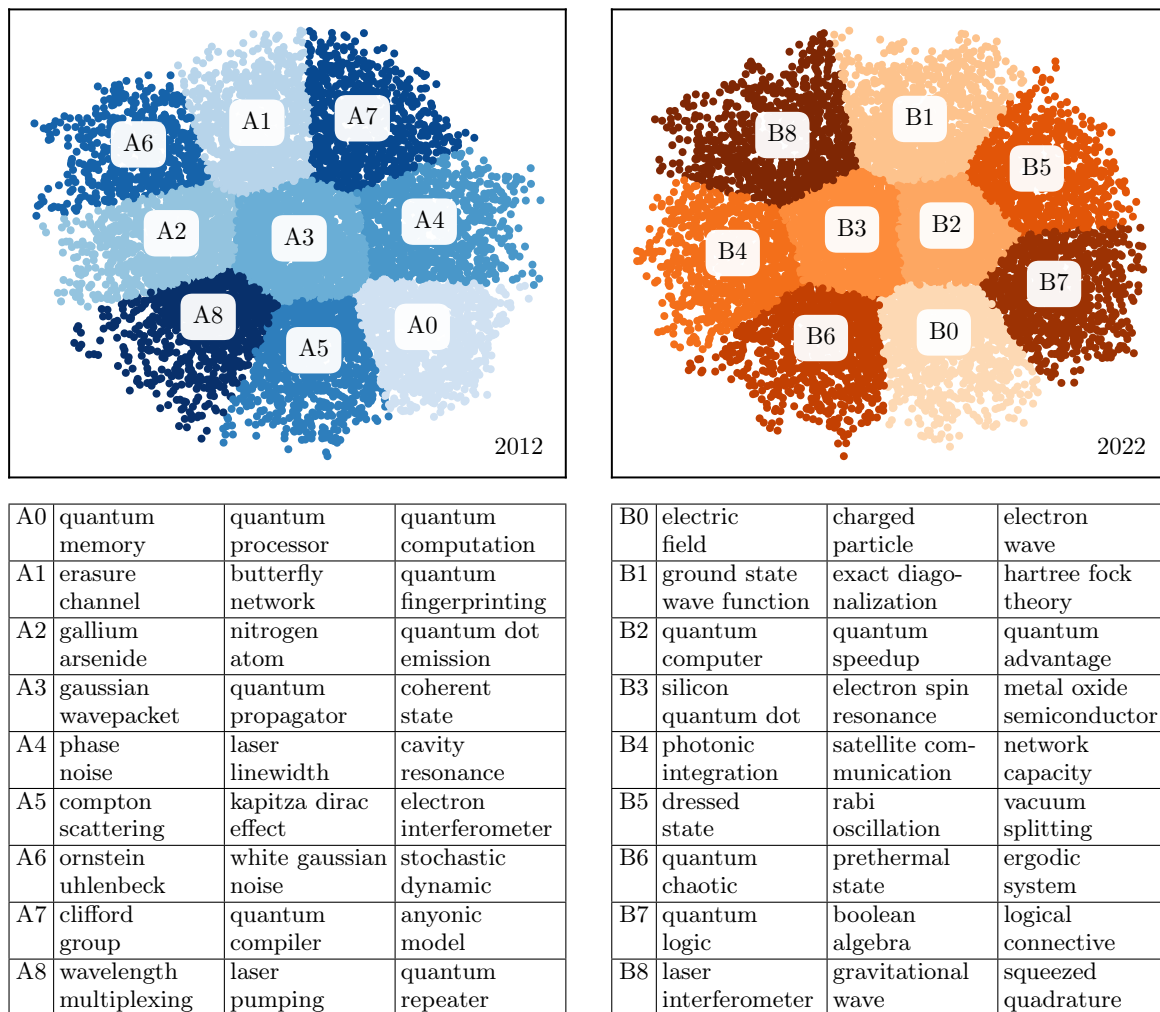 A7
A1
A6
A4
A2
A3
A8
A0
A5
2012
B1
B8
B5
B2
B3
B4
B7
B0
B6
2022
A0 quantum quantum quantum
memory processor computation
A1 erasure butterfly quantum
channel network fingerprinting
A2 gallium nitrogen quantum dot
arsenide atom emission
A3 gaussian quantum coherent
wavepacket propagator state
A4 phase laser cavity
noise linewidth resonance
A5 compton kapitza dirac electron
scattering effect interferometer
A6 ornstein white gaussian stochastic
uhlenbeck noise dynamic
A7 clifford quantum anyonic
group compiler model
A8 wavelength laser quantum
multiplexing pumping repeater
B0 electric charged electron
field particle wave
B1 ground state exact diago- hartree fock
wave function nalization theory
B2 quantum quantum quantum
computer speedup advantage
B3 silicon electron spin metal oxide
quantum dot resonance semiconductor
B4 photonic satellite com- network
integration munication capacity
B5 dressed rabi vacuum
state oscillation splitting
B6 quantum prethermal ergodic
chaotic state system
B7 quantum boolean logical
logic algebra connective
B8 laser gravitational squeezed
interferometer wave quadrature